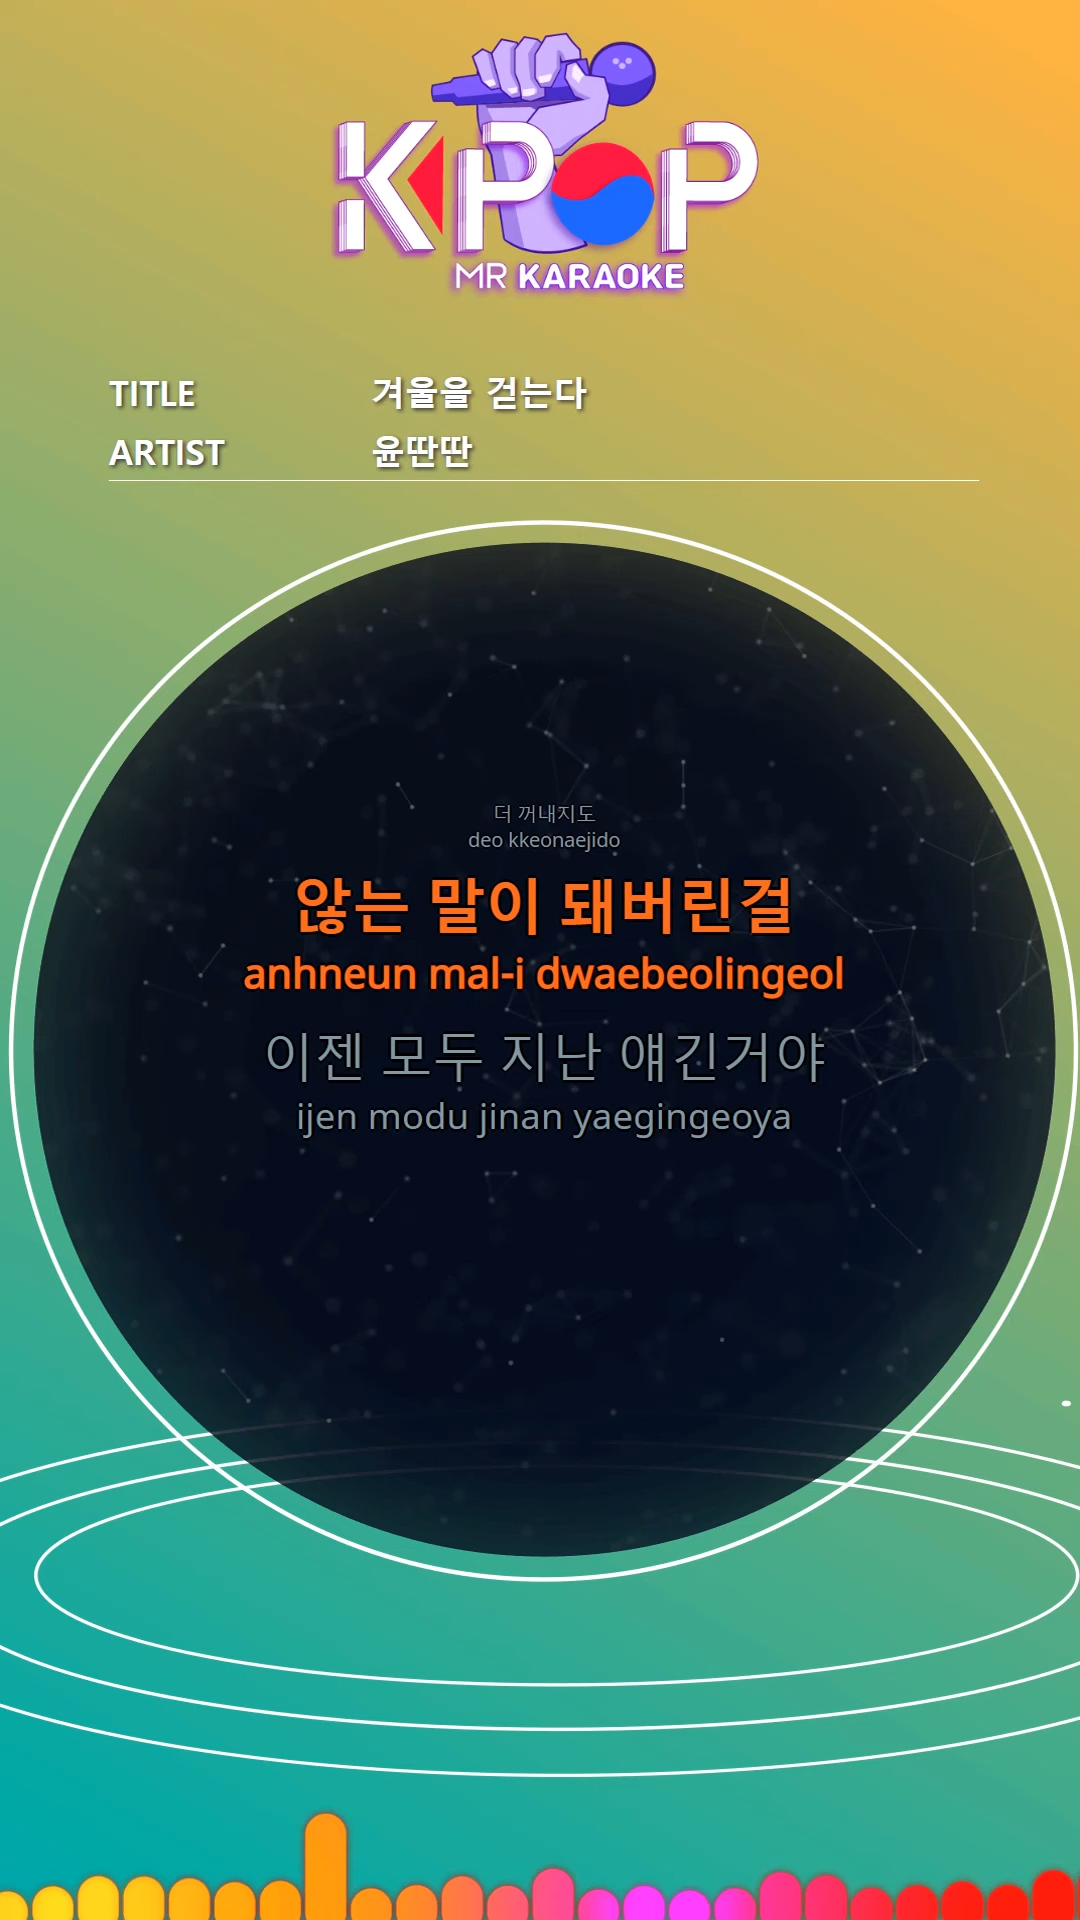 KPOP
MR KARAOKE
TITLE 겨울을 걷는다
ARTIST 윤딴딴
더 꺼내지도
deo kkeonaejido
않는 말이 돼버린걸
anhneun mal-i dwaebeolingeol
이젠 모두 지난 얘긴거야
ijen modu jinan yaegingeoya